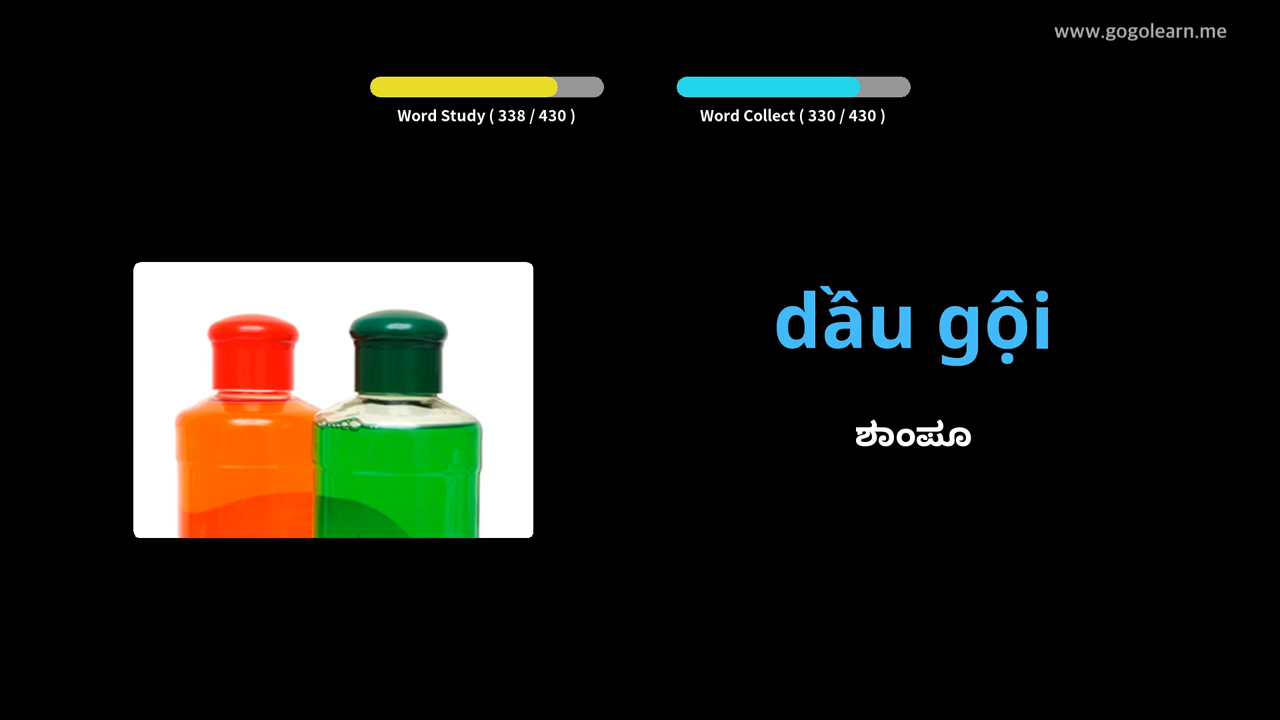 www.gogolearn.me
Word Study ( 338 / 430 )
Word Collect ( 330 / 430 )
dầu gội
ಶಾಂಪೂ